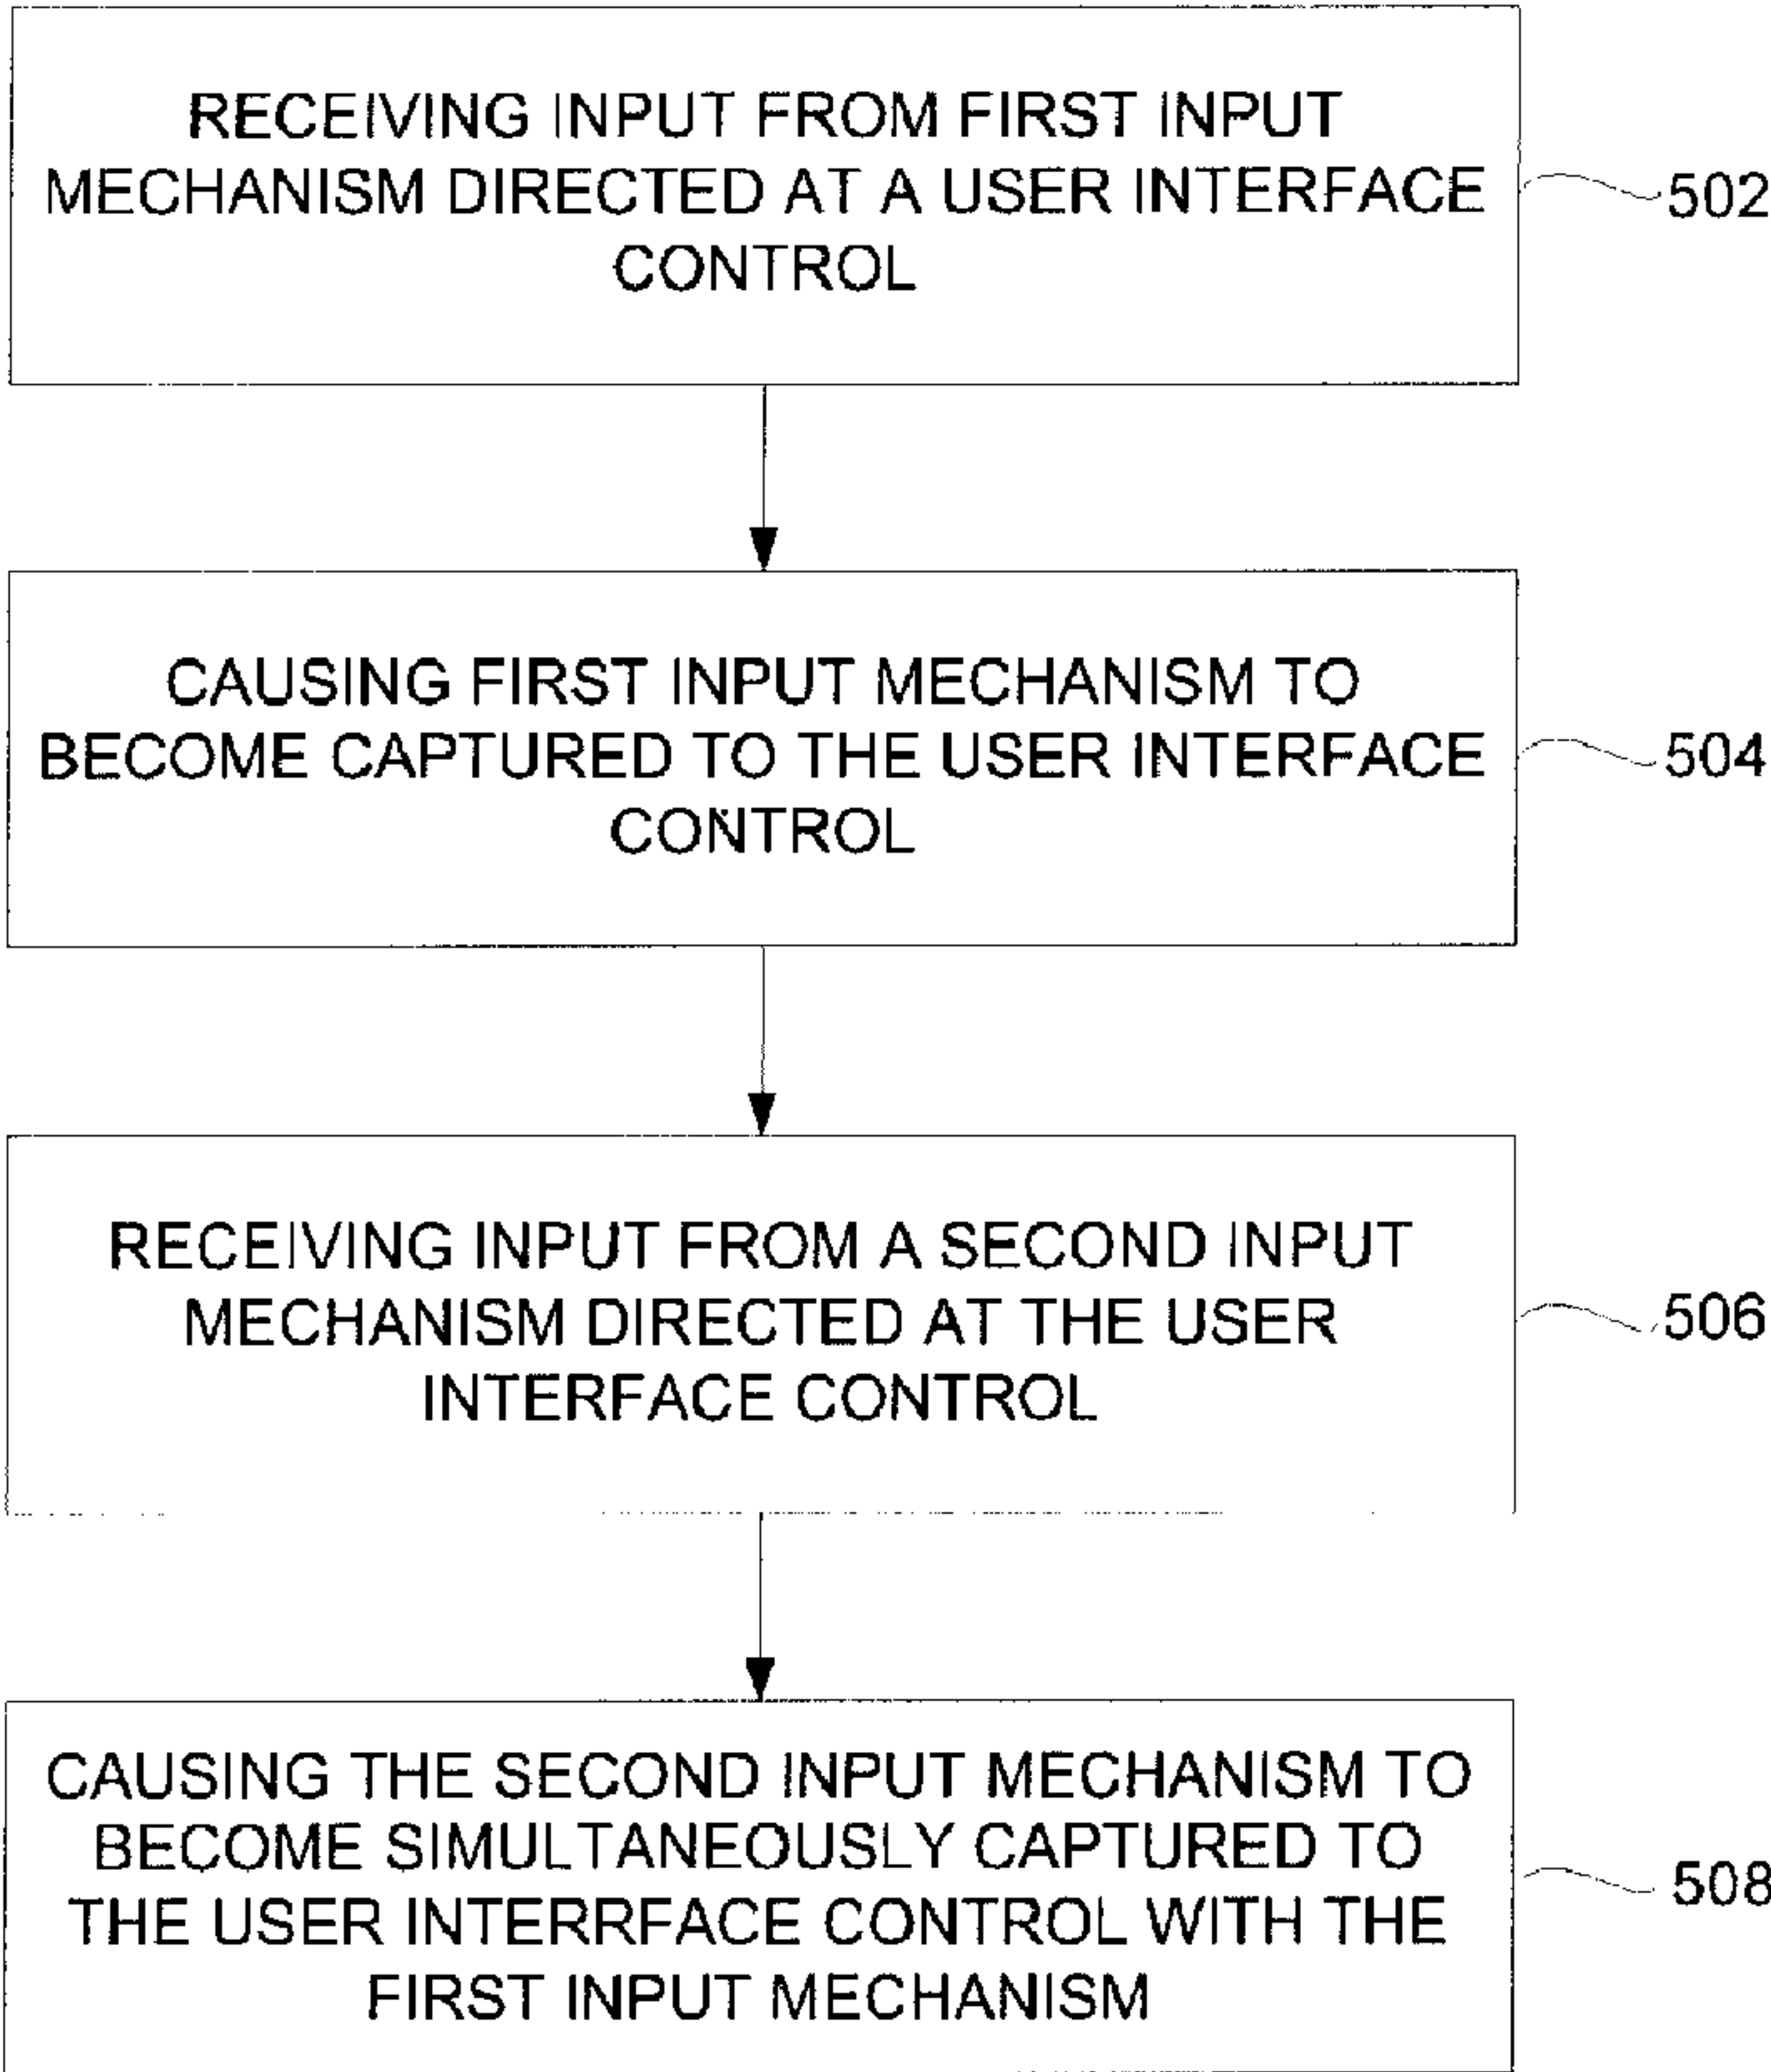 RECEIVING INPUT FROM FIRST INPUT
MECHANISM DIRECTED AT A USER INTERFACE
CONTROL
502
CAUSING FIRST INPUT MECHANISM TO
BECOME CAPTURED TO THE USER INTERFACE
CONTROL
504
RECEIVING INPUT FROM A SECOND INPUT
MECHANISM DIRECTED AT THE USER
INTERFACE CONTROL
506
CAUSING THE SECOND INPUT MECHANISM TO
BECOME SIMULTANEOUSLY CAPTURED TO
THE USER INTERRFACE CONTROL WITH THE
FIRST INPUT MECHANISM
508